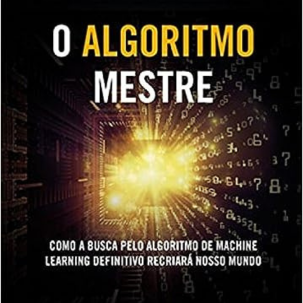 O ALGORITMO
MESTRE
COMO A BUSCA PELO ALGORITMO DE MACHINE
LEARNING DEFINITIVO RECRIARÁ NOSSO MUNDO